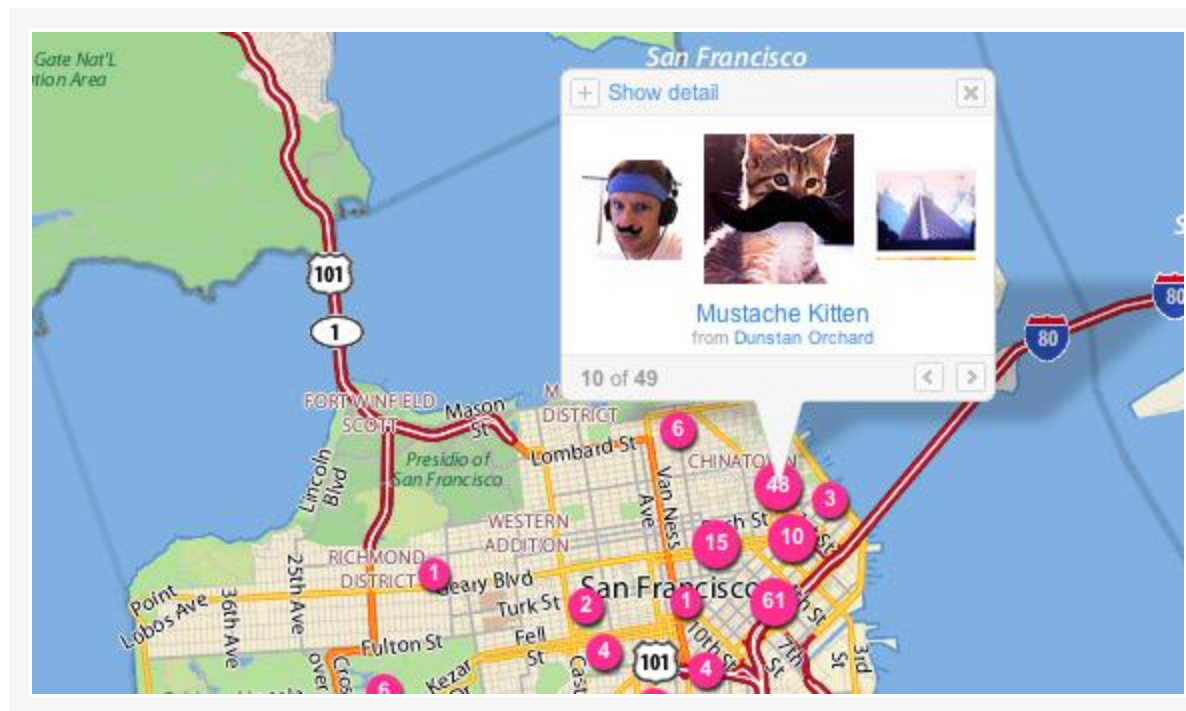 Gate Nat'l
tion Area
San Francisco
Show detail
Mustache Kitten
from Dunstan Orchard
10 of 49
101
1
80
80
FORT WINFIELD
SCOTT
Mason
St
DISTRICT
6
Lombard St
Presidio of
San Francisco
CHINATOWN
Lincoln
Blvd
Van Ness
Ave
48
3
WESTERN
ADDITION
15
10
RICHMOND
DISTRICT
1
Geary Blvd
San Francisco
25th Ave
36th Ave
Point
Lobos Ave
Turk St
2
1
61
Fell
St
Fulton St
4
101
10th St
4
7th
St
3rd
St
Kezar
6